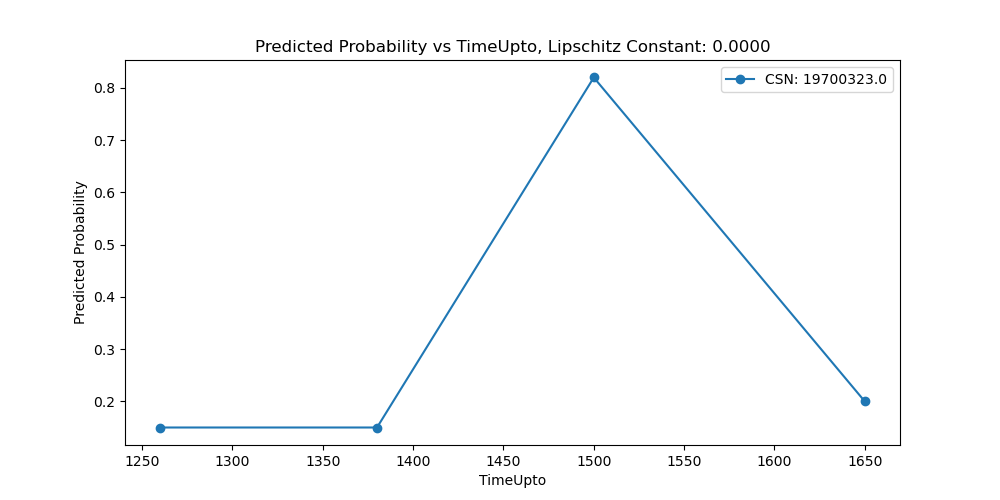 Predicted Probability vs TimeUpto, Lipschitz Constant: 0.0000
CSN: 19700323.0
Predicted Probability
0.8
0.7
0.6
0.5
0.4
0.3
0.2
1250 1300 1350 1400 1450 1500 1550 1600 1650
TimeUpto